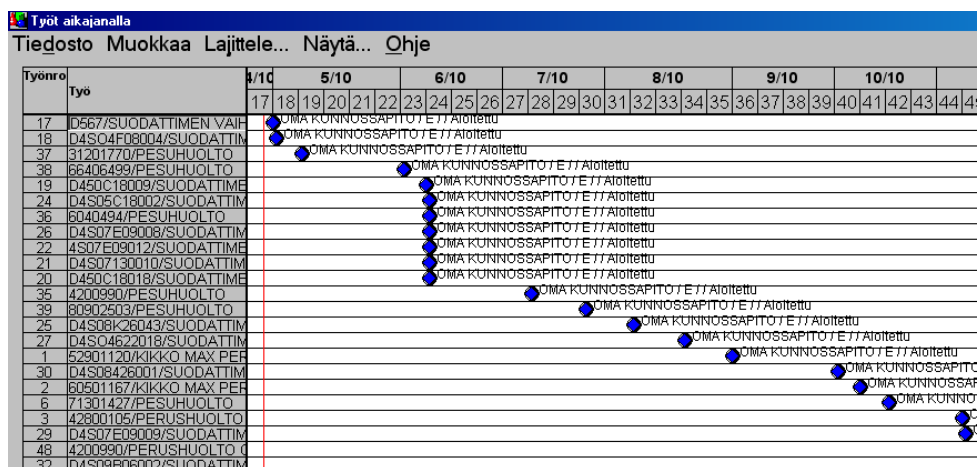 Työt aikajanalla
Tiedosto Muokkaa Lajittele... Näytä... Ohje
Työnro Työ 4/10 5/10 6/10 7/10 8/10 9/10 10/10
17 18 19 20 21 22 23 24 25 26 27 28 29 30 31 32 33 34 35 36 37 38 39 40 41 42 43 44
17 D567/SUODATTIMEN VAIH OMA KUNNOSSAPITO / E / / Aloitettu
18 D4SO4F08004/SUODATTIM OMA KUNNOSSAPITO / E / / Aloitettu
37 31201770/PESUHUOLTO OMA KUNNOSSAPITO / E / / Aloitettu
38 66406499/PESUHUOLTO OMA KUNNOSSAPITO / E / / Aloitettu
19 D450C18009/SUODATTIME OMA KUNNOSSAPITO / E / / Aloitettu
24 D4S05C18002/SUODATTIM OMA KUNNOSSAPITO / E / / Aloitettu
36 6040494/PESUHUOLTO OMA KUNNOSSAPITO / E / / Aloitettu
26 D4S07E09008/SUODATTIM OMA KUNNOSSAPITO / E / / Aloitettu
22 4S07E09012/SUODATTIME OMA KUNNOSSAPITO / E / / Aloitettu
21 D4S07130010/SUODATTIM OMA KUNNOSSAPITO / E / / Aloitettu
20 D450C18018/SUODATTIME OMA KUNNOSSAPITO / E / / Aloitettu
35 4200990/PESUHUOLTO OMA KUNNOSSAPITO / E / / Aloitettu
39 80902503/PESUHUOLTO OMA KUNNOSSAPITO / E / / Aloitettu
25 D4S08K26043/SUODATTIM OMA KUNNOSSAPITO / E / / Aloitettu
27 D4SO4622018/SUODATTIM OMA KUNNOSSAPITO / E / / Aloitettu
1 52901120/KIKKO MAX PER OMA KUNNOSSAPITO / E / / Aloitettu
30 D4S08426001/SUODATTIM OMA KUNNOSSAPITO
2 60501167/KIKKO MAX PER OMA KUNNOSSAP
6 71301427/PESUHUOLTO OMA KUNNO
3 42800105/PERUSHUOLTO
29 D4S07E09009/SUODATTIM
48 4200990/PERUSHUOLTO
32 D4S09B06002/SUODATTIM